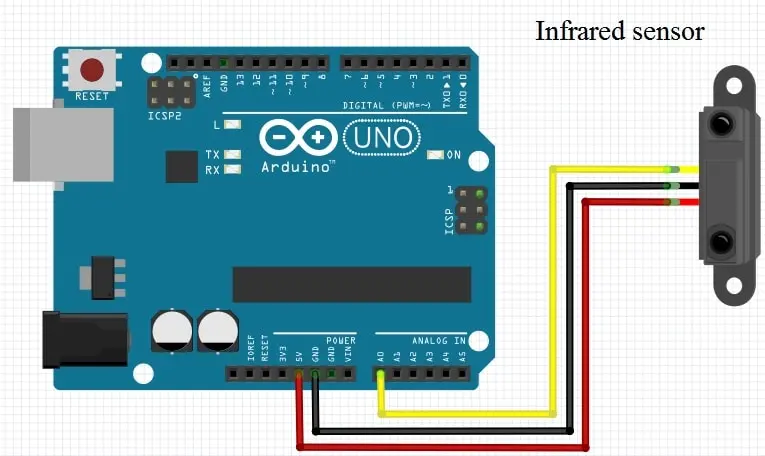 Infrared sensor
RESET
ICSP2
AREF
GND
13
12
~11
~10
~9
8
7
~6
~5
4
~3
2
TX0▶1
RX0◀0
DIGITAL (PWM=~)
L
TX
RX
UNO
Arduino™
ON
1
ICSP
POWER
ANALOG IN
IOREF
RESET
3V3
5V
GND
GND
VIN
A0
A1
A2
A3
A4
A5